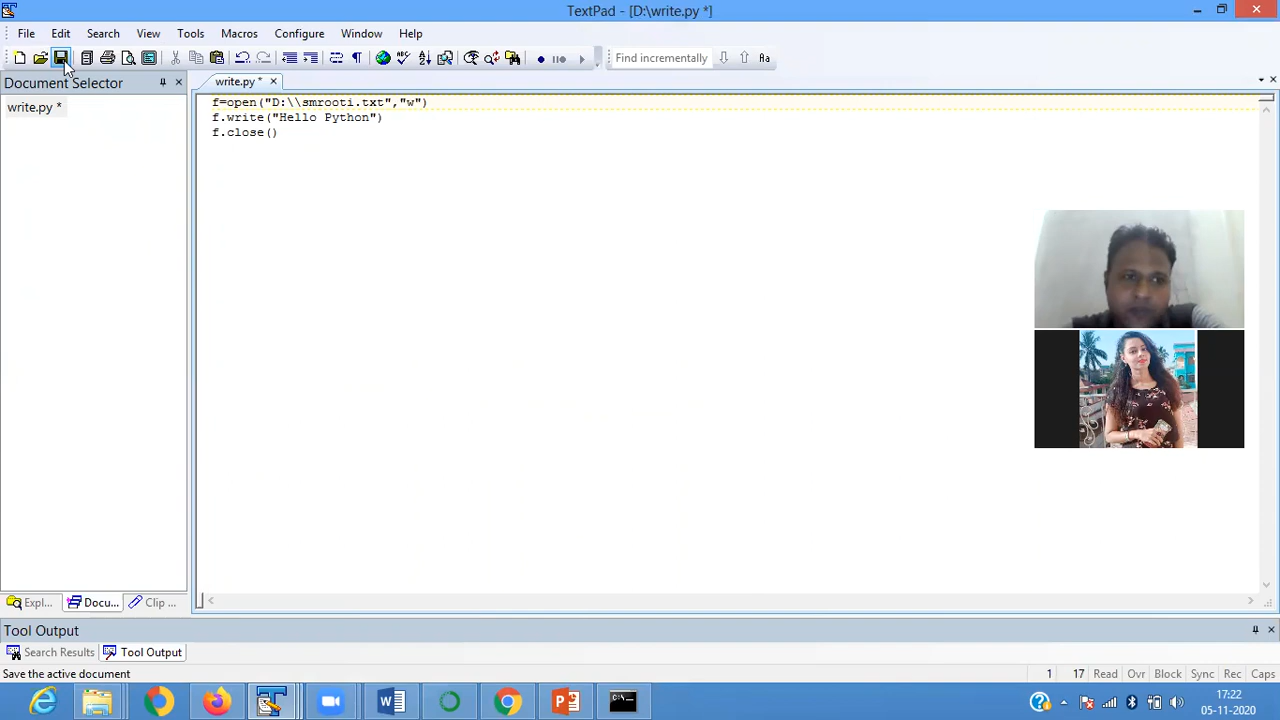 TextPad - [D:\write.py *]
File Edit Search View Tools Macros Configure Window Help
Find incrementally
Document Selector
write.py *
write.py *
f=open("D:\\smrooti.txt","w")
f.write("Hello Python")
f.close()
Expl... Docu... Clip ...
Tool Output
Search Results Tool Output
Save the active document 1 17 Read Ovr Block Sync Rec Caps
17:22
05-11-2020